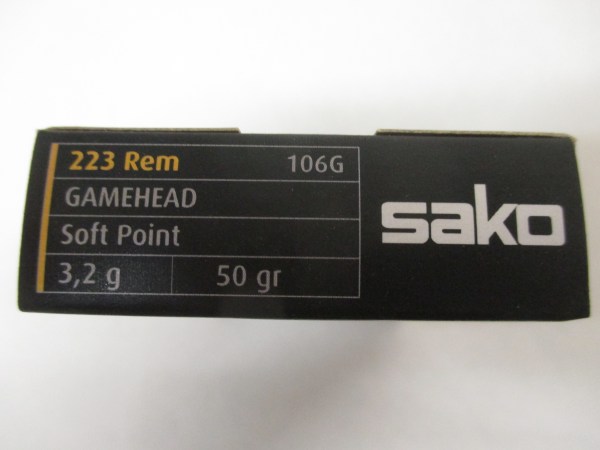 223 Rem 106G
GAMEHEAD
Soft Point
3,2 g 50 gr
sako